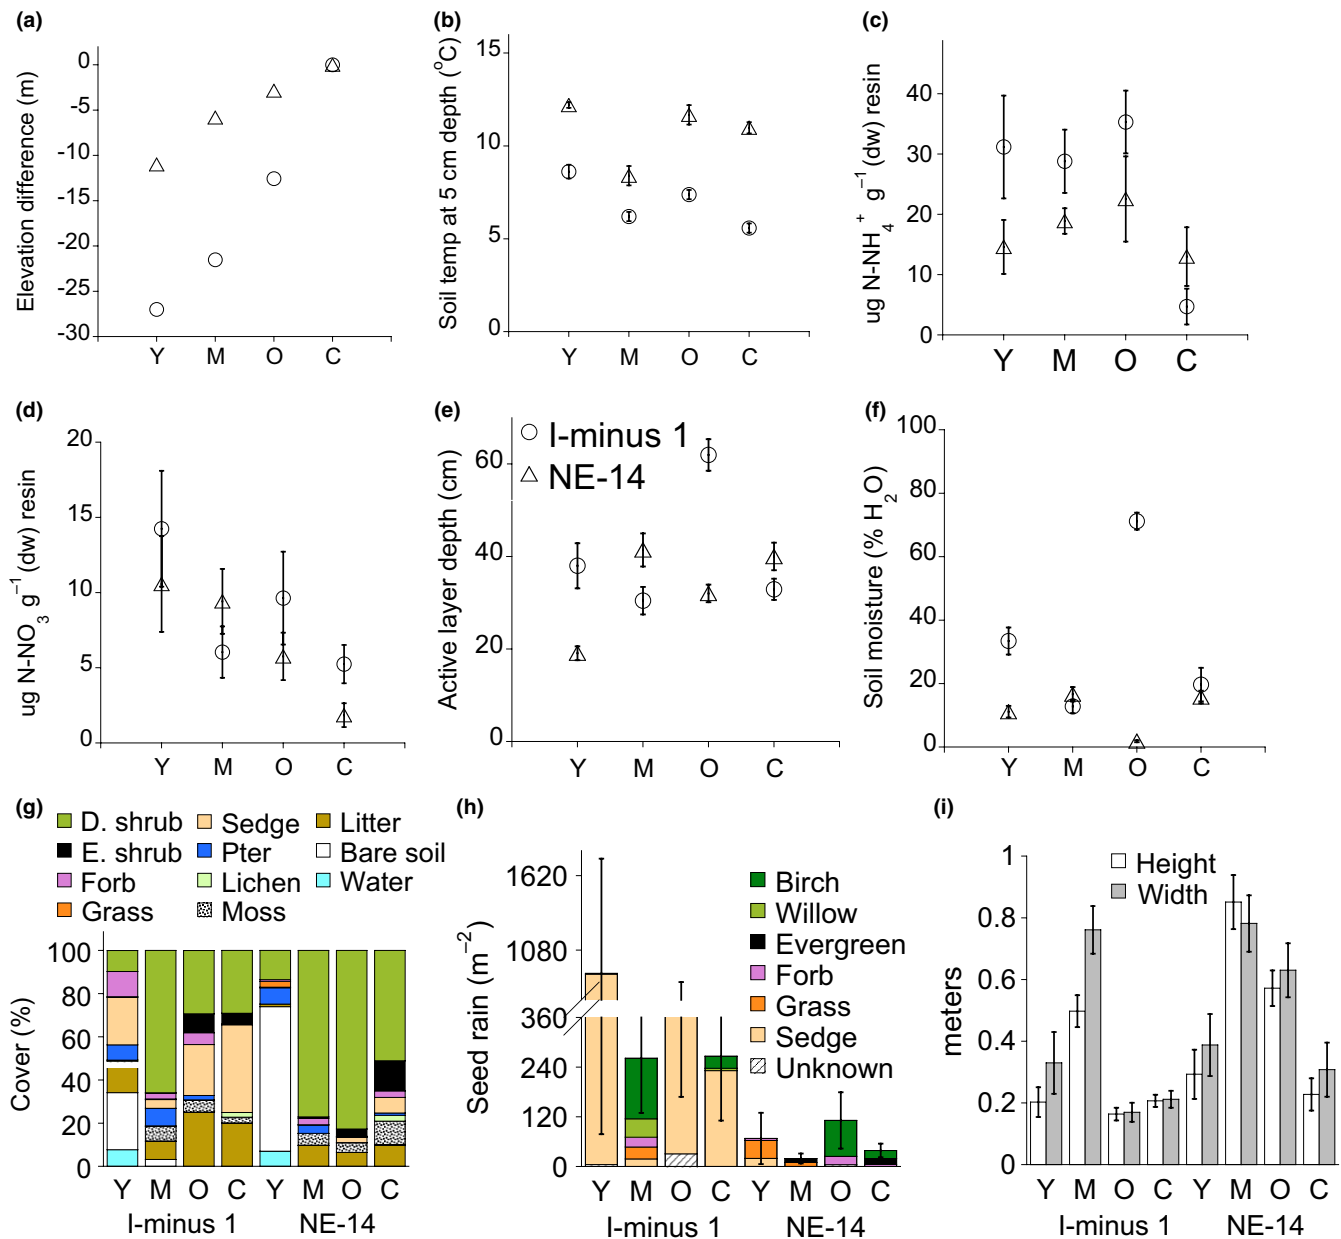 (a)
Elevation difference (m)
0
-5
-10
-15
-20
-25
-30
Y M O C
(b)
Soil temp at 5 cm depth (°C)
15
10
5
0
Y M O C
(c)
ug N-NH4+ g−1 (dw) resin
40
30
20
10
0
Y M O C
(d)
ug N-NO3 g−1 (dw) resin
20
15
10
5
0
Y M O C
(e)
I-minus 1
NE-14
Active layer depth (cm)
60
40
20
0
Y M O C
(f)
Soil moisture (% H2O)
100
80
60
40
20
0
Y M O C
(g)
D. shrub Sedge Litter
E. shrub Pter Bare soil
Forb Lichen Water
Grass Moss
Cover (%)
100
80
60
40
20
0
Y M O C Y M O C
I-minus 1 NE-14
(h)
Seed rain (m−2)
1620
1080
360
240
120
0
Birch
Willow
Evergreen
Forb
Grass
Sedge
Unknown
Y M O C Y M O C
I-minus 1 NE-14
(i)
Height
Width
meters
1
0.8
0.6
0.4
0.2
0
Y M O C Y M O C
I-minus 1 NE-14